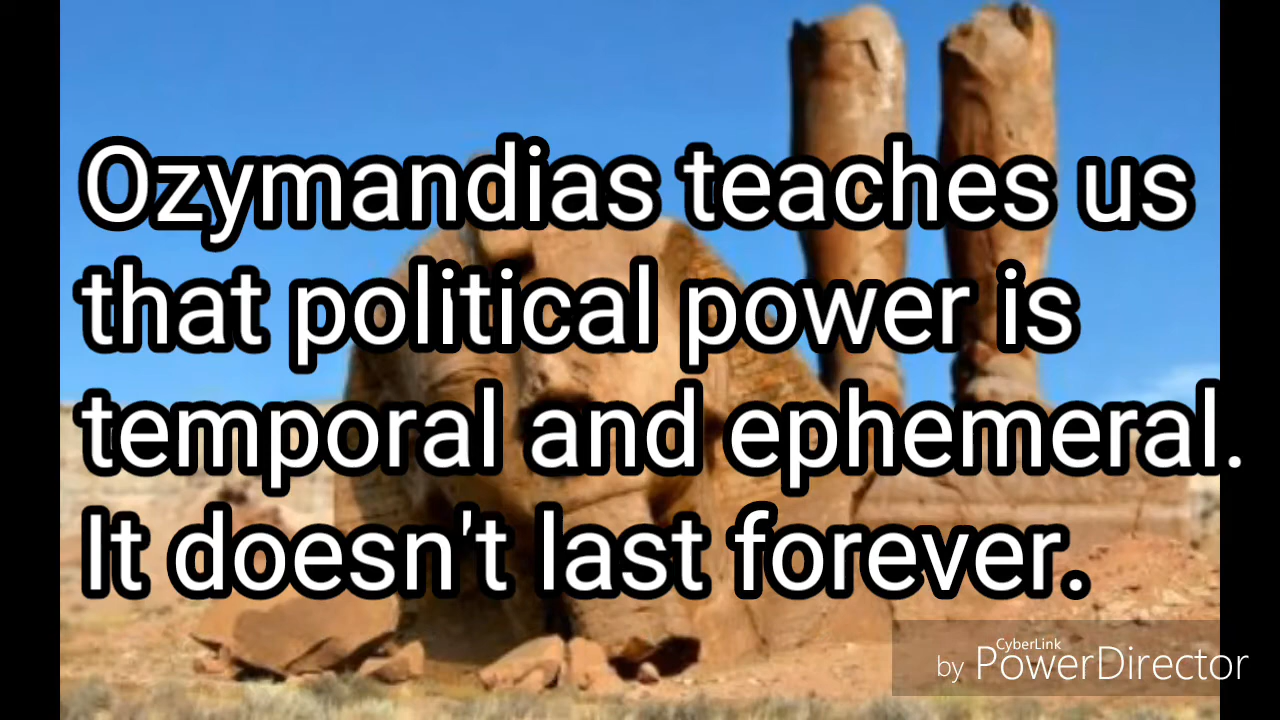 Ozymandias teaches us
that political power is
temporal and ephemeral.
It doesn't last forever.
CyberLink
by PowerDirector